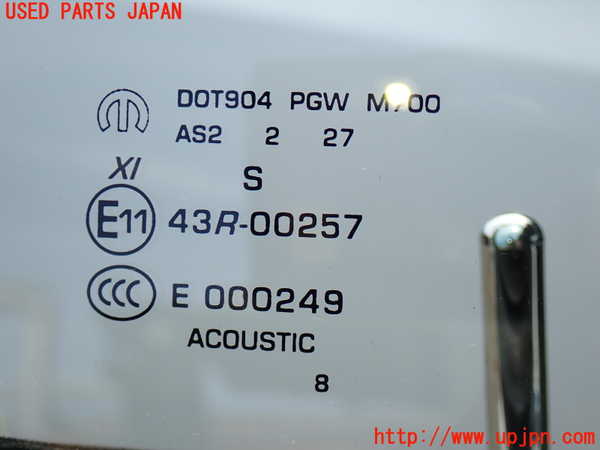 USED PARTS JAPAN
DOT904 PGW M700
AS2 2 27
XI
S
E11 43R-00257
CCC E 000249
ACOUSTIC
8
http://www.upjpn.com/